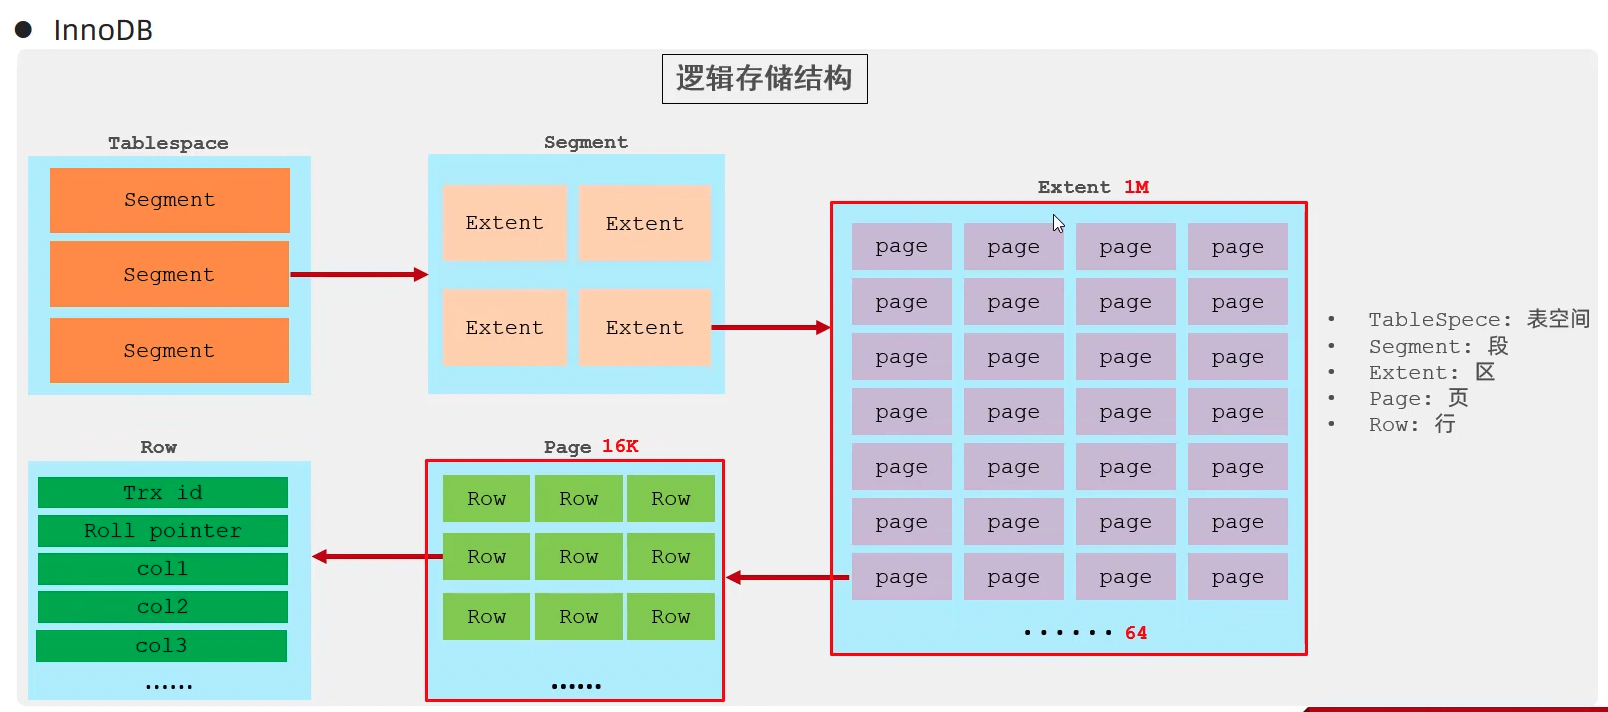 ● InnoDB
逻辑存储结构
Tablespace
Segment
Segment
Segment
Segment
Extent Extent
Extent Extent
Extent 1M
page page page page
page page page page
page page page page
page page page page
page page page page
page page page page
page page page page
...... 64
• TableSpece: 表空间
• Segment: 段
• Extent: 区
• Page: 页
• Row: 行
Row
Trx id
Roll pointer
col1
col2
col3
......
Page 16K
Row Row Row
Row Row Row
Row Row Row
......